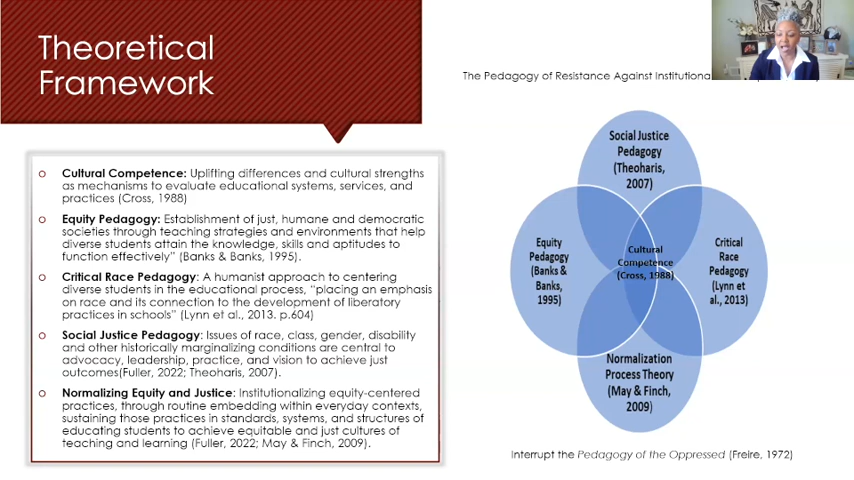 Theoretical
Framework
The Pedagogy of Resistance Against Institutional
Cultural Competence: Uplifting differences and cultural strengths
as mechanisms to evaluate educational systems, services, and
practices (Cross, 1988)
Equity Pedagogy: Establishment of just, humane and democratic
societies through teaching strategies and environments that help
diverse students attain the knowledge, skills and aptitudes to
function effectively” (Banks & Banks, 1995).
Critical Race Pedagogy: A humanist approach to centering
diverse students in the educational process, “placing an emphasis
on race and its connection to the development of liberatory
practices in schools” (Lynn et al., 2013. p.604)
Social Justice Pedagogy: Issues of race, class, gender, disability
and other historically marginalizing conditions are central to
advocacy, leadership, practice, and vision to achieve just
outcomes(Fuller, 2022; Theoharis, 2007).
Normalizing Equity and Justice: Institutionalizing equity-centered
practices, through routine embedding within everyday contexts,
sustaining those practices in standards, systems, and structures of
educating students to achieve equitable and just cultures of
teaching and learning (Fuller, 2022; May & Finch, 2009).
Social Justice
Pedagogy
(Theoharis,
2007)
Equity
Pedagogy
(Banks &
Banks,
1995)
Cultural
Competence
(Cross, 1988)
Critical
Race
Pedagogy
(Lynn et
al., 2013)
Normalization
Process Theory
(May & Finch,
2009)
Interrupt the Pedagogy of the Oppressed (Freire, 1972)